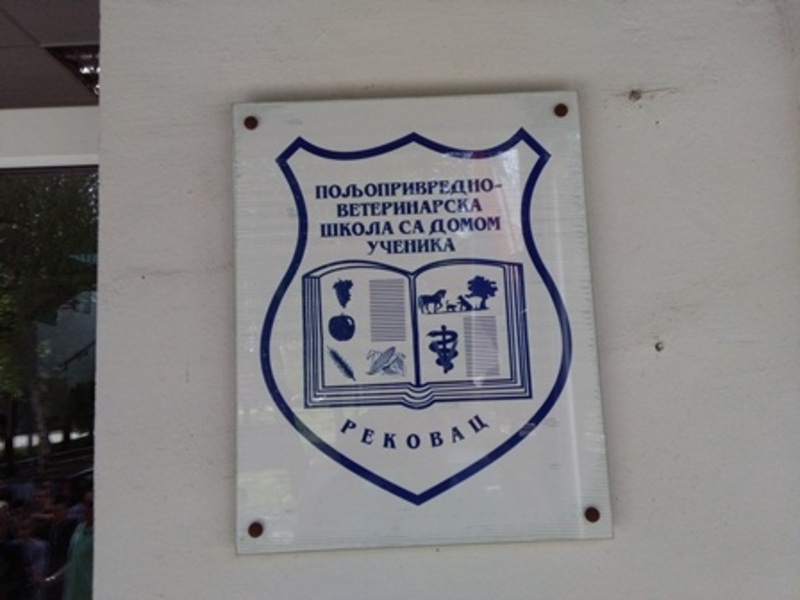 ПОЉОПРИВРЕДНО-
ВЕТЕРИНАРСКА
ШКОЛА СА ДОМОМ
УЧЕНИКА
РЕКОВАЦ